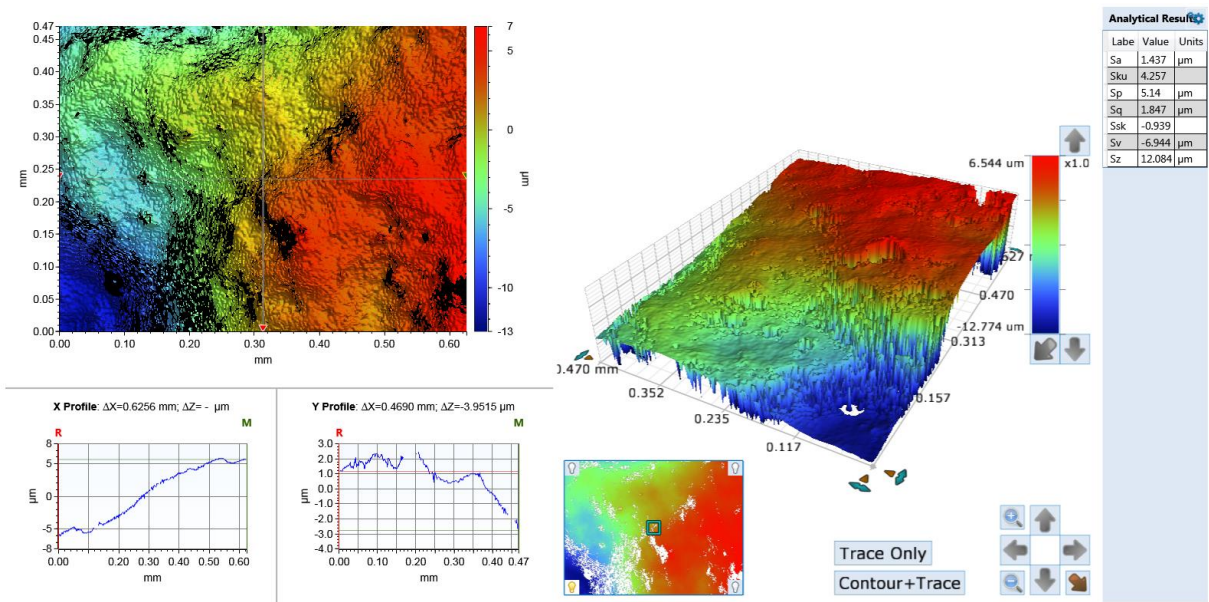 0.47
0.45
0.40
0.35
0.30
0.25
0.20
0.15
0.10
0.05
0.00
mm
0.00 0.10 0.20 0.30 0.40 0.50 0.60
mm
7
5
0
-5
-10
-13
µm
X Profile: ΔX=0.6256 mm; ΔZ= - µm
R M
8
5
0
-5
-8
µm
0.00 0.10 0.20 0.30 0.40 0.50 0.60
mm
Y Profile: ΔX=0.4690 mm; ΔZ=-3.9515 µm
R M
3.0
2.0
1.0
0.0
-1.0
-2.0
-3.0
-4.0
µm
0.00 0.10 0.20 0.30 0.40 0.47
mm
6.544 um x1.0
-12.774 um
0.470
0.313
0.157
0.470 mm
0.352
0.235
0.117
Trace Only
Contour+Trace
Analytical Results
Labe Value Units
Sa 1.437 µm
Sku 4.257
Sp 5.14 µm
Sq 1.847 µm
Ssk -0.939
Sv -6.944 µm
Sz 12.084 µm